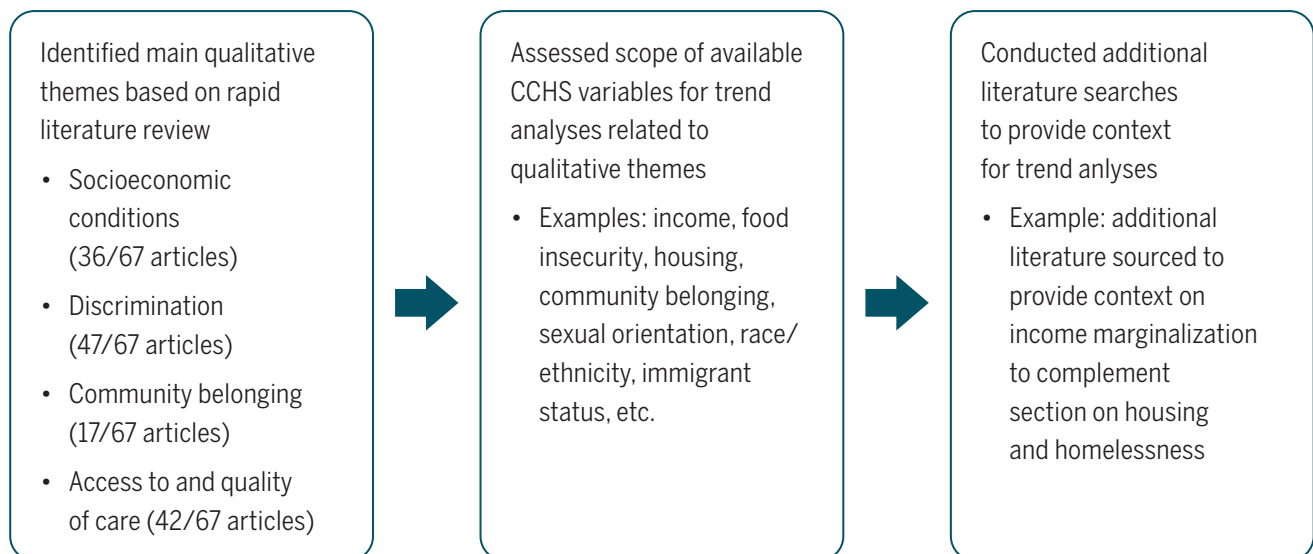 Identified main qualitative
themes based on rapid
literature review
• Socioeconomic
conditions
(36/67 articles)
• Discrimination
(47/67 articles)
• Community belonging
(17/67 articles)
• Access to and quality
of care (42/67 articles)
Assessed scope of available
CCHS variables for trend
analyses related to
qualitative themes
• Examples: income, food
insecurity, housing,
community belonging,
sexual orientation, race/
ethnicity, immigrant
status, etc.
Conducted additional
literature searches
to provide context
for trend anlyses
• Example: additional
literature sourced to
provide context on
income marginalization
to complement
section on housing
and homelessness